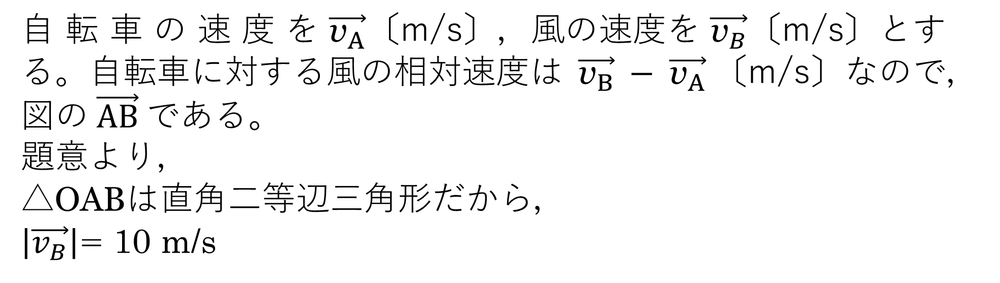 自転車の速度を$\overrightarrow{v_{\mathrm{A}}}$〔m/s〕，風の速度を$\overrightarrow{v_B}$〔m/s〕とす
る。自転車に対する風の相対速度は $\overrightarrow{v_{\mathrm{B}}} - \overrightarrow{v_{\mathrm{A}}}$〔m/s〕なので,
図の$\overrightarrow{\mathrm{AB}}$である。
題意より,
△OABは直角二等辺三角形だから,
$|\overrightarrow{v_B}|$= 10 m/s